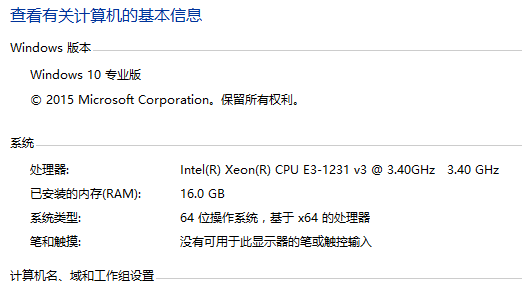 查看有关计算机的基本信息
Windows 版本
Windows 10 专业版
© 2015 Microsoft Corporation。保留所有权利。
系统
处理器: Intel(R) Xeon(R) CPU E3-1231 v3 @ 3.40GHz 3.40 GHz
已安装的内存(RAM): 16.0 GB
系统类型: 64 位操作系统，基于 x64 的处理器
笔和触摸: 没有可用于此显示器的笔或触控输入
计算机名、域和工作组设置